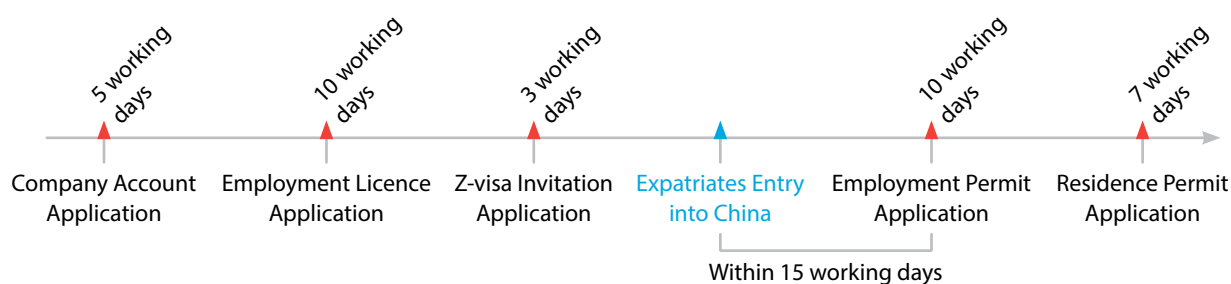 5 working
days
10 working
days
3 working
days
10 working
days
7 working
days
Company Account
Application
Employment Licence
Application
Z-visa Invitation
Application
Expatriates Entry
into China
Employment Permit
Application
Residence Permit
Application
Within 15 working days